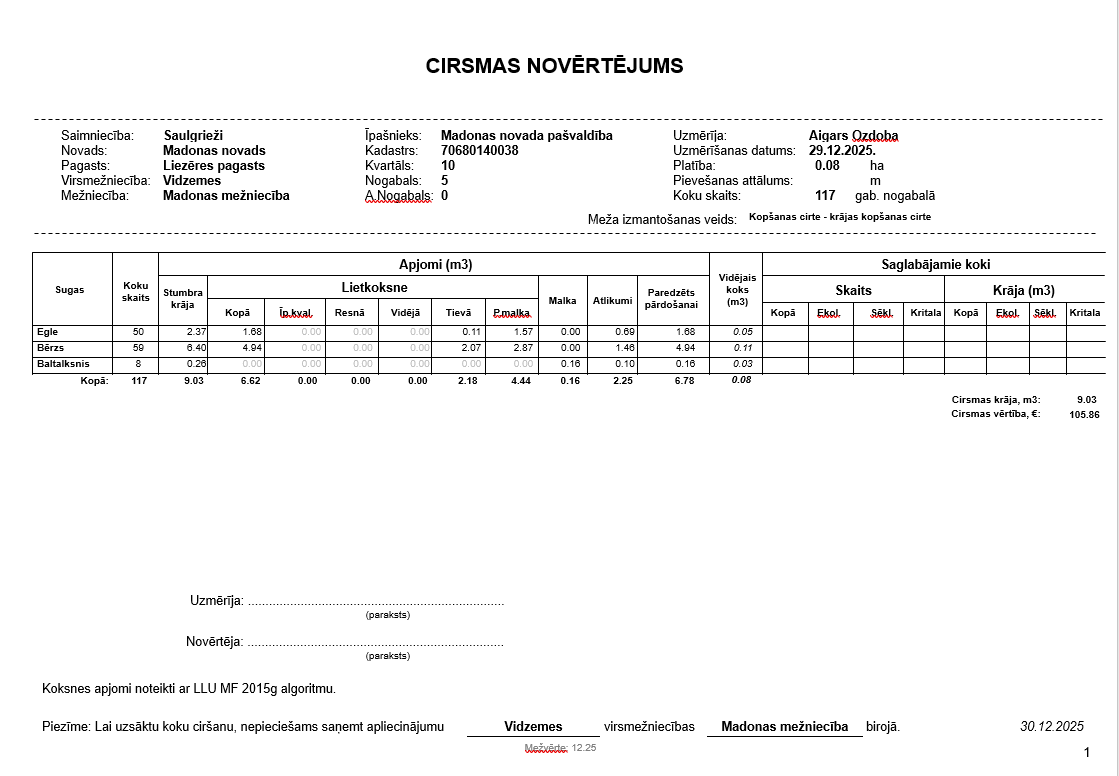 CIRSMAS NOVĒRTĒJUMS
Saimniecība: Saulgrieži Īpašnieks: Madonas novada pašvaldība Uzmērīja: Aigars Ozdoba
Novads: Madonas novads Kadastrs: 70680140038 Uzmērīšanas datums: 29.12.2025.
Pagasts: Liezēres pagasts Kvartāls: 10 Platība: 0.08 ha
Virsmežniecība: Vidzemes Nogabals: 5 Pievešanas attālums: m
Mežniecība: Madonas mežniecība A.Nogabals: 0 Koku skaits: 117 gab. nogabalā
Meža izmantošanas veids: Kopšanas cirte - krājas kopšanas cirte
Sugas Koku skaits Apjomi (m3) Vidējais koks (m3) Saglabājamie koki
Stumbra krāja Lietkoksne Malka Atlikumi Paredzēts pārdošanai Skaits Krāja (m3)
Kopā Īp.kval. Resnā Vidējā Tievā P.malka Kopā Ekol. Sēkl. Kritala Kopā Ekol. Sēkl. Kritala
Egle 50 2.37 1.68 0.00 0.00 0.00 0.11 1.57 0.00 0.69 1.68 0.05
Bērzs 59 6.40 4.94 0.00 0.00 0.00 2.07 2.87 0.00 1.46 4.94 0.11
Baltalksnis 8 0.26 0.00 0.00 0.00 0.00 0.00 0.00 0.16 0.10 0.16 0.03
Kopā: 117 9.03 6.62 0.00 0.00 0.00 2.18 4.44 0.16 2.25 6.78 0.08
Cirsmas krāja, m3: 9.03
Cirsmas vērtība, €: 105.86
Uzmērīja: ..........................................................................
(paraksts)
Novērtēja: ..........................................................................
(paraksts)
Koksnes apjomi noteikti ar LLU MF 2015g algoritmu.
Piezīme: Lai uzsāktu koku ciršanu, nepieciešams saņemt apliecinājumu Vidzemes virsmežniecības Madonas mežniecība birojā. 30.12.2025
Mežvērte: 12.25
1